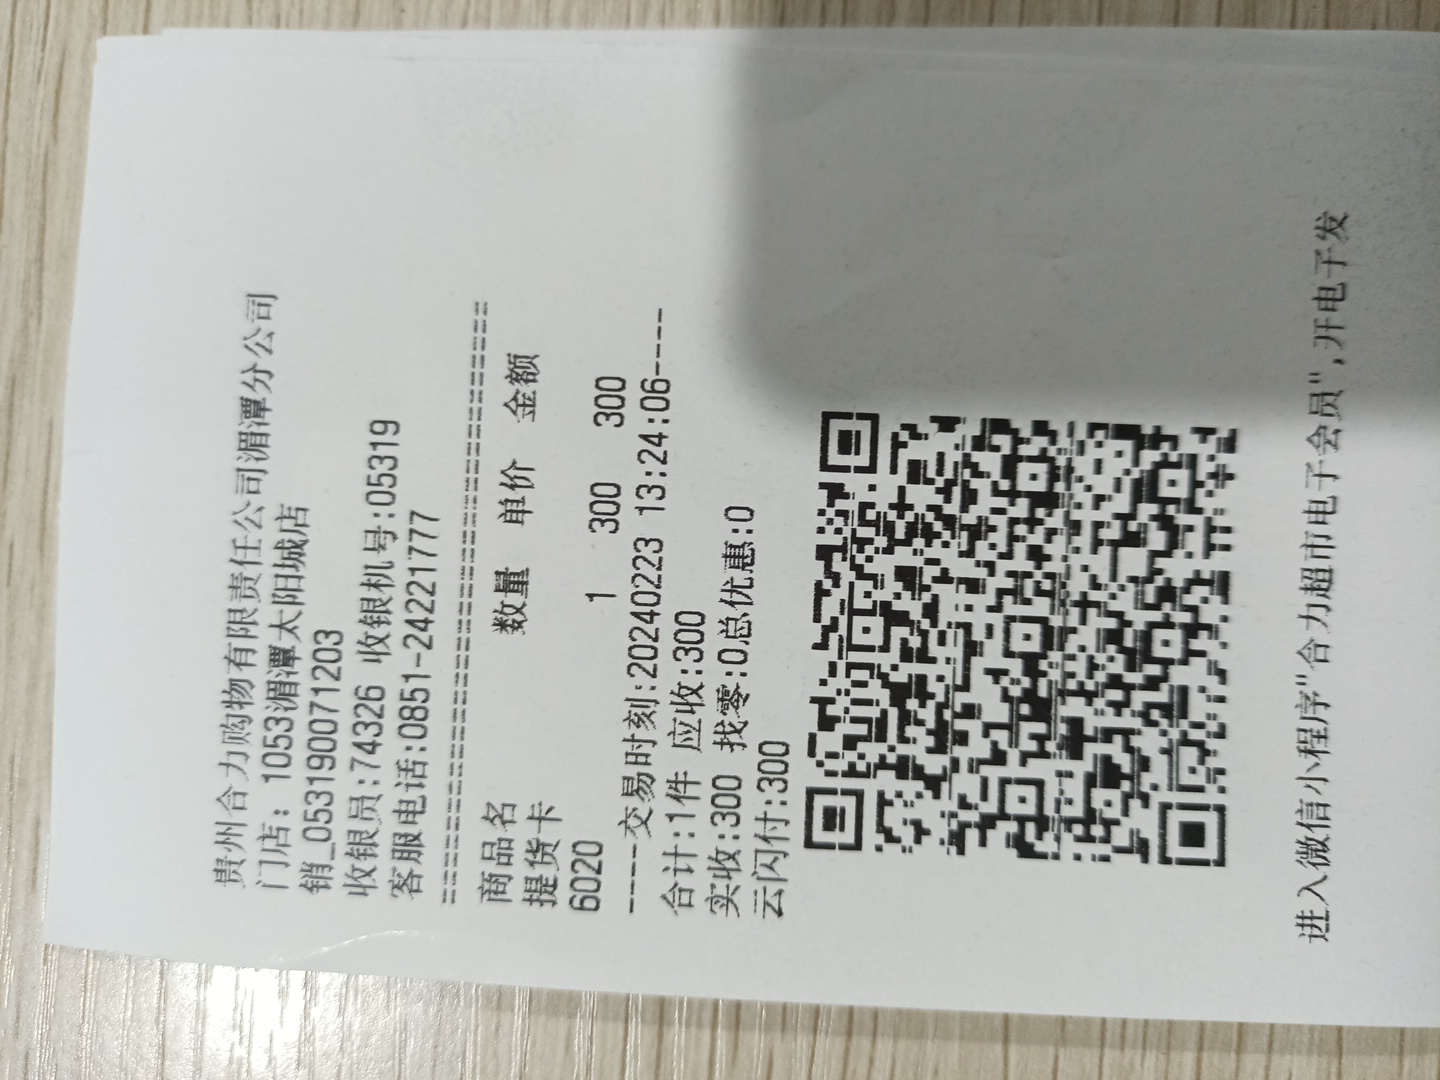 贵州合力购物有限责任公司湄潭分公司
门店：1053湄潭太阳城店
销_0531900071203
收银员:74326 收银机号:05319
客服电话:0851-24221777
================================
商品名 数量 单价 金额
提货卡
6020 1 300 300
----交易时刻:20240223 13:24:06----
合计:1件 应收:300
实收:300 找零:0总优惠:0
云闪付:300
进入微信小程序"合力超市电子会员",开电子发